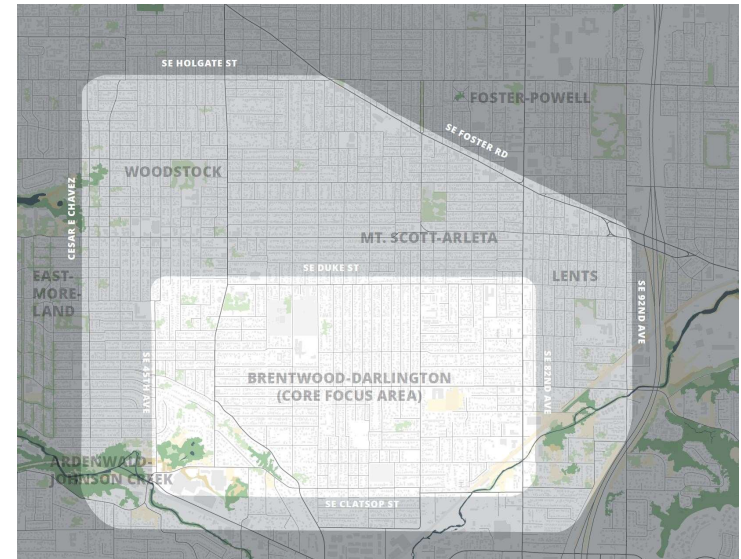 SE HOLGATE ST
FOSTER-POWELL
SE FOSTER RD
WOODSTOCK
CESAR E CHAVEZ
MT. SCOTT-ARLETA
SE DUKE ST
EAST-
MORE-
LAND
LENTS
SE 92ND AVE
SE 45TH AVE
SE 82ND AVE
BRENTWOOD-DARLINGTON
(CORE FOCUS AREA)
ARDENWALD-
JOHNSON CREEK
SE CLATSOP ST